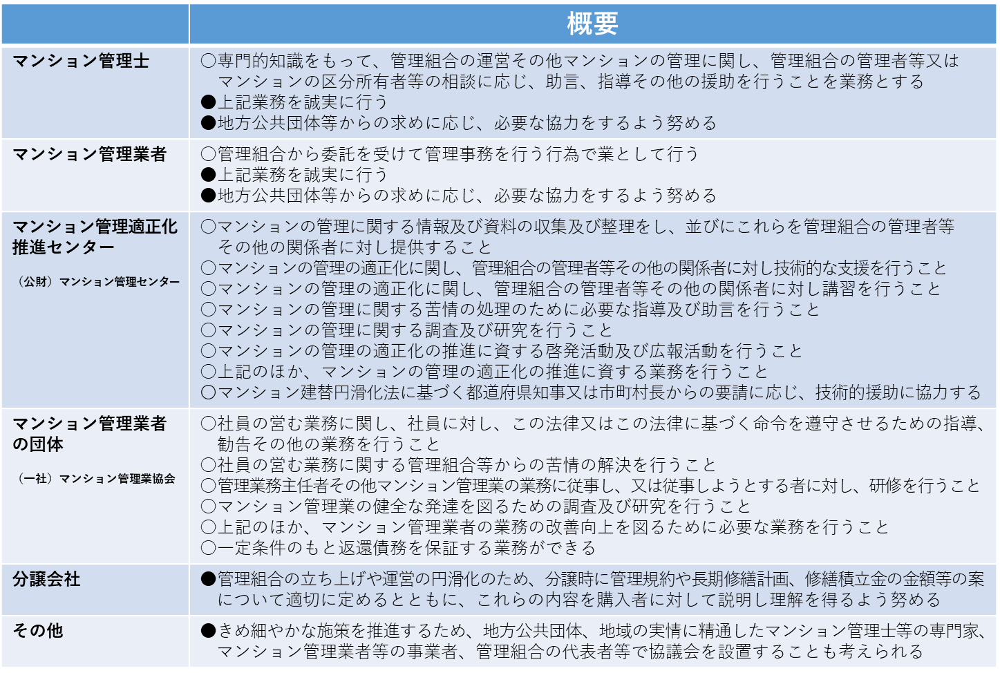 概要
マンション管理士
〇専門的知識をもって、管理組合の運営その他マンションの管理に関し、管理組合の管理者等又は
マンションの区分所有者等の相談に応じ、助言、指導その他の援助を行うことを業務とする
●上記業務を誠実に行う
●地方公共団体等からの求めに応じ、必要な協力をするよう努める
マンション管理業者
〇管理組合から委託を受けて管理事務を行う行為で業として行う
●上記業務を誠実に行う
●地方公共団体等からの求めに応じ、必要な協力をするよう努める
マンション管理適正化
推進センター
（公財）マンション管理センター
〇マンションの管理に関する情報及び資料の収集及び整理をし、並びにこれらを管理組合の管理者等
その他の関係者に対し提供すること
〇マンションの管理の適正化に関し、管理組合の管理者等その他の関係者に対し技術的な支援を行うこと
〇マンションの管理の適正化に関し、管理組合の管理者等その他の関係者に対し講習を行うこと
〇マンションの管理に関する苦情の処理のために必要な指導及び助言を行うこと
〇マンションの管理に関する調査及び研究を行うこと
〇マンションの管理の適正化の推進に資する啓発活動及び広報活動を行うこと
〇上記のほか、マンションの管理の適正化の推進に資する業務を行うこと
〇マンション建替円滑化法に基づく都道府県知事又は市町村長からの要請に応じ、技術的援助に協力する
マンション管理業者
の団体
（一社）マンション管理業協会
〇社員の営む業務に関し、社員に対し、この法律又はこの法律に基づく命令を遵守させるための指導、
勧告その他の業務を行うこと
〇社員の営む業務に関する管理組合等からの苦情の解決を行うこと
〇管理業務主任者その他マンション管理業の業務に従事し、又は従事しようとする者に対し、研修を行うこと
〇マンション管理業の健全な発達を図るための調査及び研究を行うこと
〇上記のほか、マンション管理業者の業務の改善向上を図るために必要な業務を行うこと
〇一定条件のもと返還債務を保証する業務ができる
分譲会社
●管理組合の立ち上げや運営の円滑化のため、分譲時に管理規約や長期修繕計画、修繕積立金の金額等の案
について適切に定めるとともに、これらの内容を購入者に対して説明し理解を得るよう努める
その他
●きめ細やかな施策を推進するため、地方公共団体、地域の実情に精通したマンション管理士等の専門家、
マンション管理業者等の事業者、管理組合の代表者等で協議会を設置することも考えられる